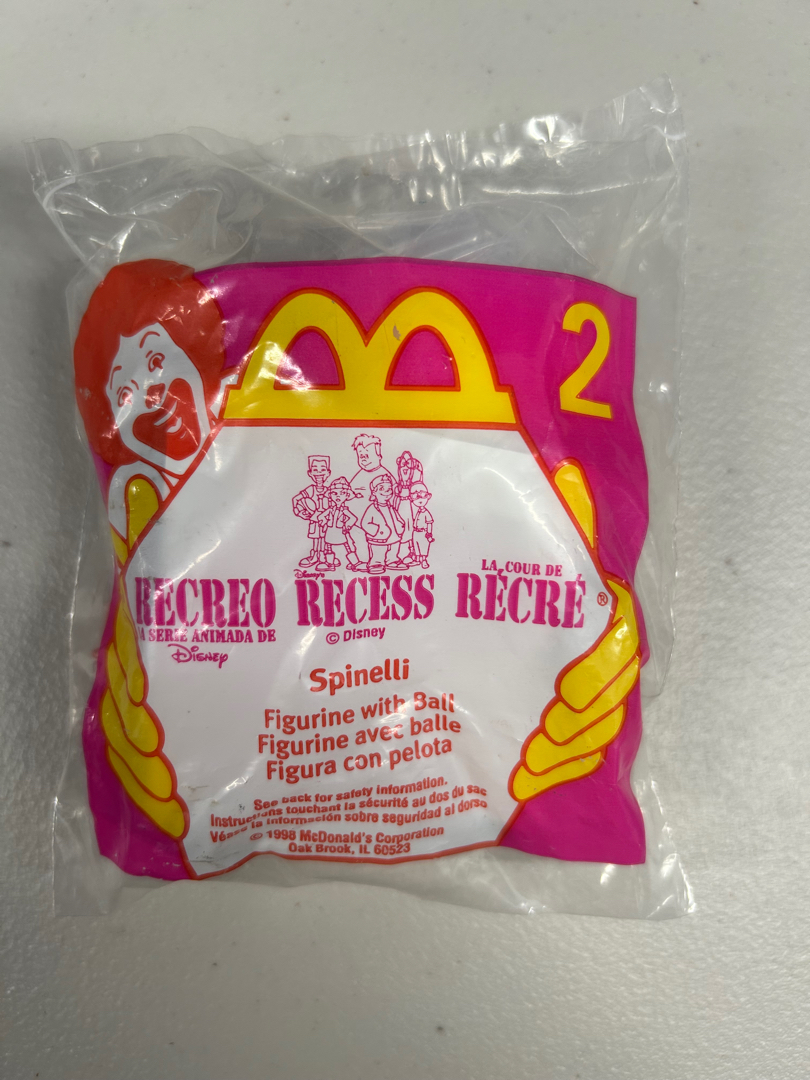 2
LA COUR DE
RECREO RECESS RÉCRÉ ®
Disney's
LA SERIE ANIMADA DE
Disney
© Disney
Spinelli
Figurine with Ball
Figurine avec balle
Figura con pelota
See back for safety information.
Instructions touchant la sécurité au dos du sac
Véase la información sobre seguridad al dorso
© 1998 McDonald's Corporation
Oak Brook, IL 60523